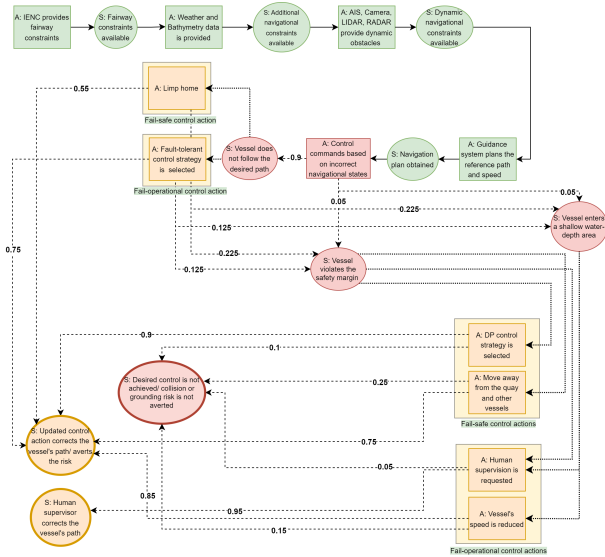 A: IENC provides
fairway
constraints
S: Fairway
constraints
available
A: Weather and
Bathymetry data
is provided
S: Additional
navigational
constraints
available
A: AIS, Camera,
LIDAR, RADAR
provide dynamic
obstacles
S: Dynamic
navigational
constraints available
0.55
A: Limp home
Fail-safe control action
A: Fault-tolerant
control strategy
is selected
Fail-operational control action
S: Vessel does
not follow the
desired path
0.9
A: Control
commands based
on incorrect
navigational states
S: Navigation
plan obtained
A: Guidance
system plans the
reference path
and speed
0.05
0.05
0.225
0.125
S: Vessel enters
a shallow water-
depth area
0.75
0.225
0.125
S: Vessel
violates the
safety margin
0.9
0.1
A: DP control
strategy is
selected
S: Desired control is not
achieved/ collision or
grounding risk is not
averted
0.25
A: Move away
from the quay
and other
vessels
Fail-safe control actions
S: Updated control
action corrects the
vessel's path/ averts
the risk
0.75
0.05
A: Human
supervision is
requested
0.85
0.95
S: Human
supervisor
corrects the
vessel's path
0.15
A: Vessel's
speed is reduced
Fail-operational control actions